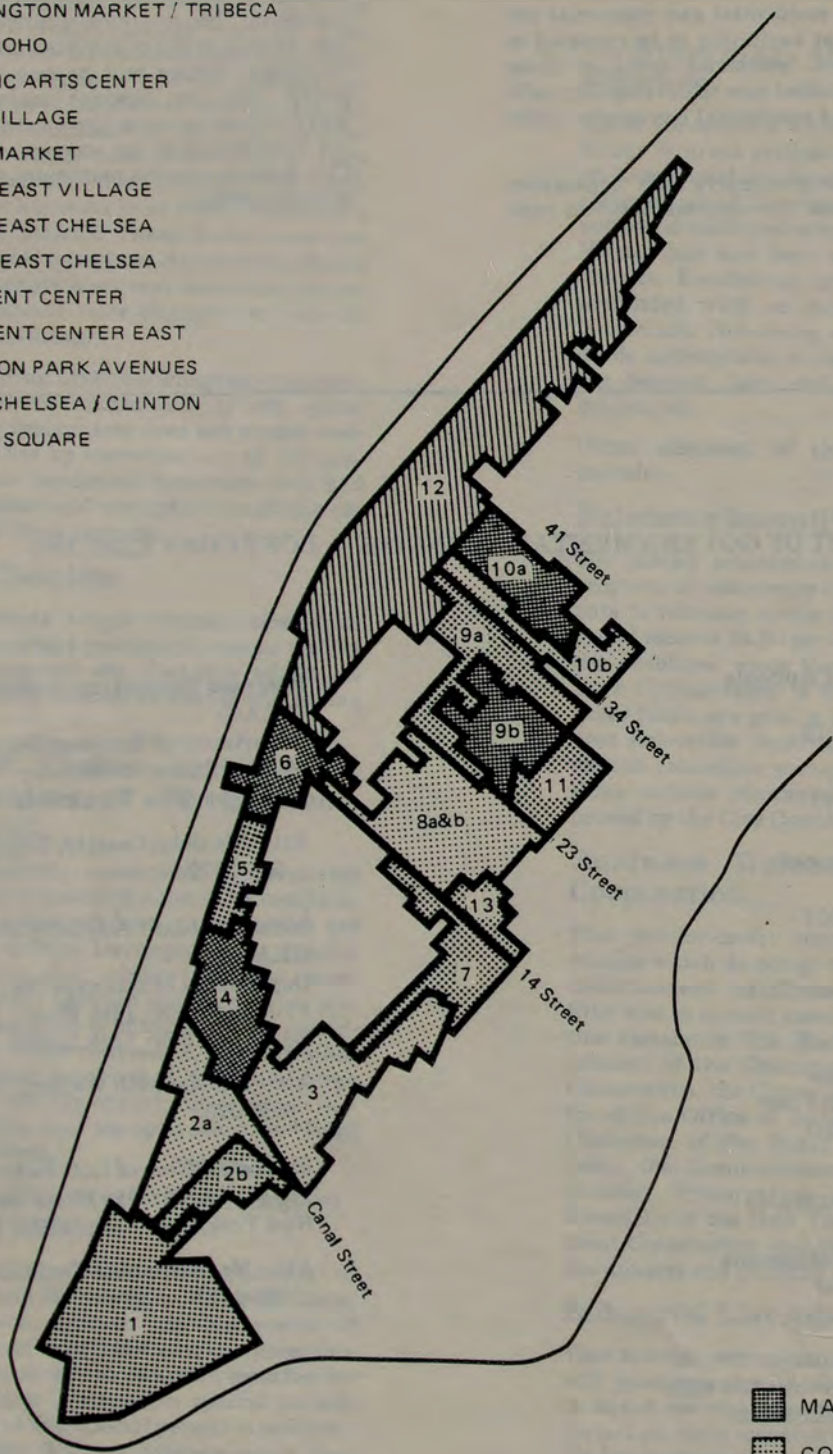 NGTON MARKET / TRIBECA
OHO
IC ARTS CENTER
ILLAGE
MARKET
EAST VILLAGE
EAST CHELSEA
EAST CHELSEA
ENT CENTER
ENT CENTER EAST
ON PARK AVENUES
CHELSEA / CLINTON
SQUARE
12
41 Street
10a
9a
10b
34 Street
9b
6
11
8a&b
5
23 Street
13
7
14 Street
4
3
2a
2b
Canal Street
1
MA
CO